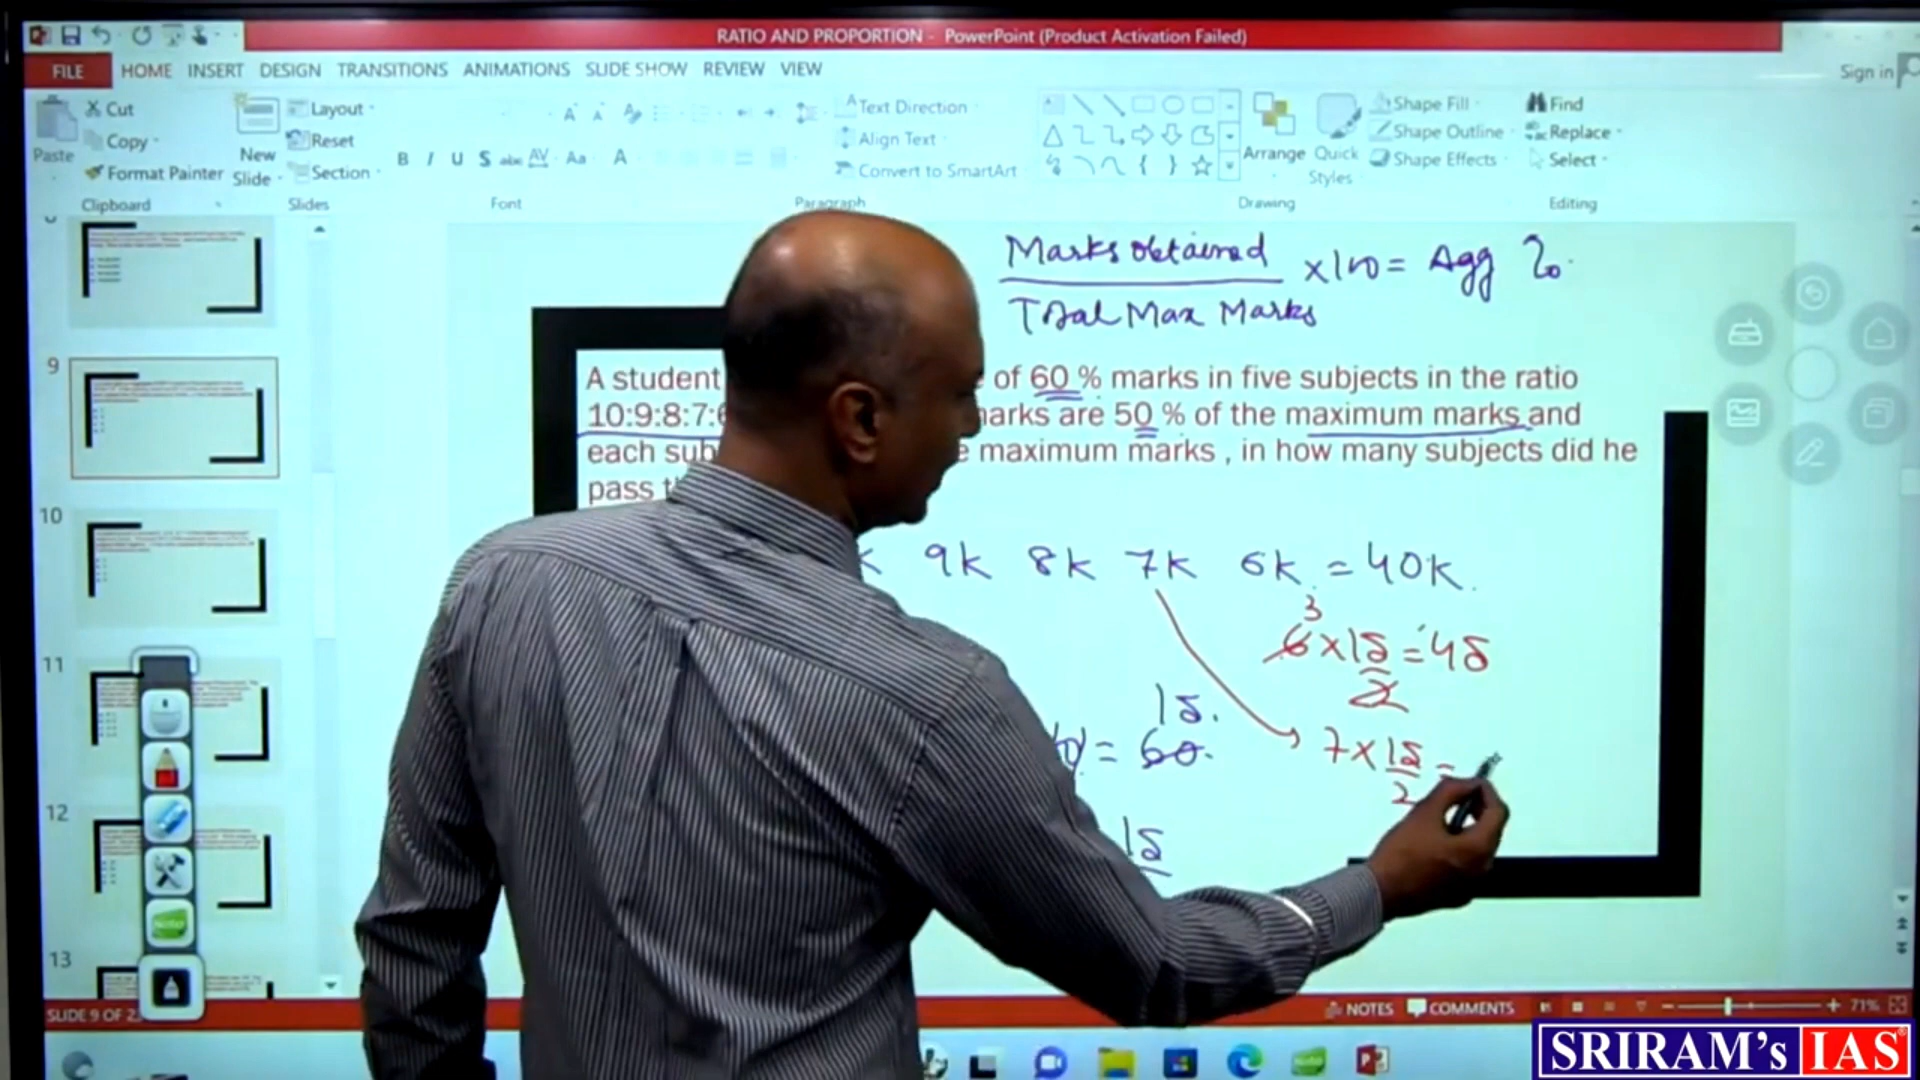 RATIO AND PROPORTION - PowerPoint (Product Activation Failed)
FILE HOME INSERT DESIGN TRANSITIONS ANIMATIONS SLIDE SHOW REVIEW VIEW Sign in
Paste Cut Copy Format Painter
New Slide Layout Reset Section
B I U S abc AV Aa A
Text Direction
Align Text
Convert to SmartArt
Arrange Quick Styles
Shape Fill
Shape Outline
Shape Effects
Find
Replace
Select
Clipboard Slides Font Paragraph Drawing Editing
Marks obtained
x100 = Agg %
Total Max Marks
A student of 60 % marks in five subjects in the ratio
10:9:8:7: arks are 50 % of the maximum marks and
each sub e maximum marks , in how many subjects did he
pass
9k 8k 7k 6k = 40k
3
6 x 15 = 45
2
15.
= 60.
7 x 15 =
2
15
9
10
11
12
13
SLIDE 9 OF 2
NOTES COMMENTS 71%
SRIRAM's IAS